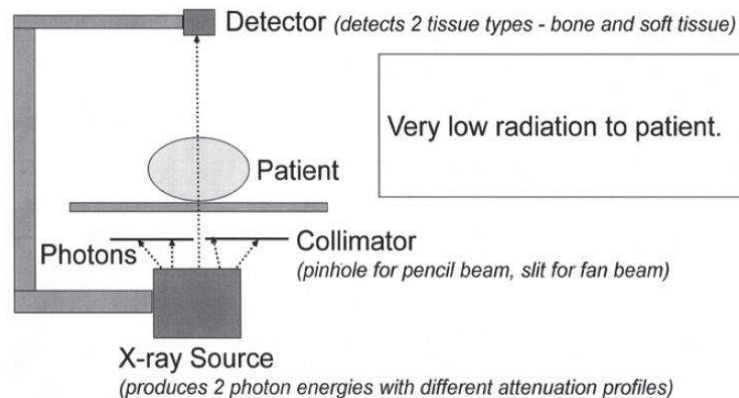 Detector (detects 2 tissue types - bone and soft tissue)
Very low radiation to patient.
Patient
Photons
Collimator
(pinhole for pencil beam, slit for fan beam)
X-ray Source
(produces 2 photon energies with different attenuation profiles)